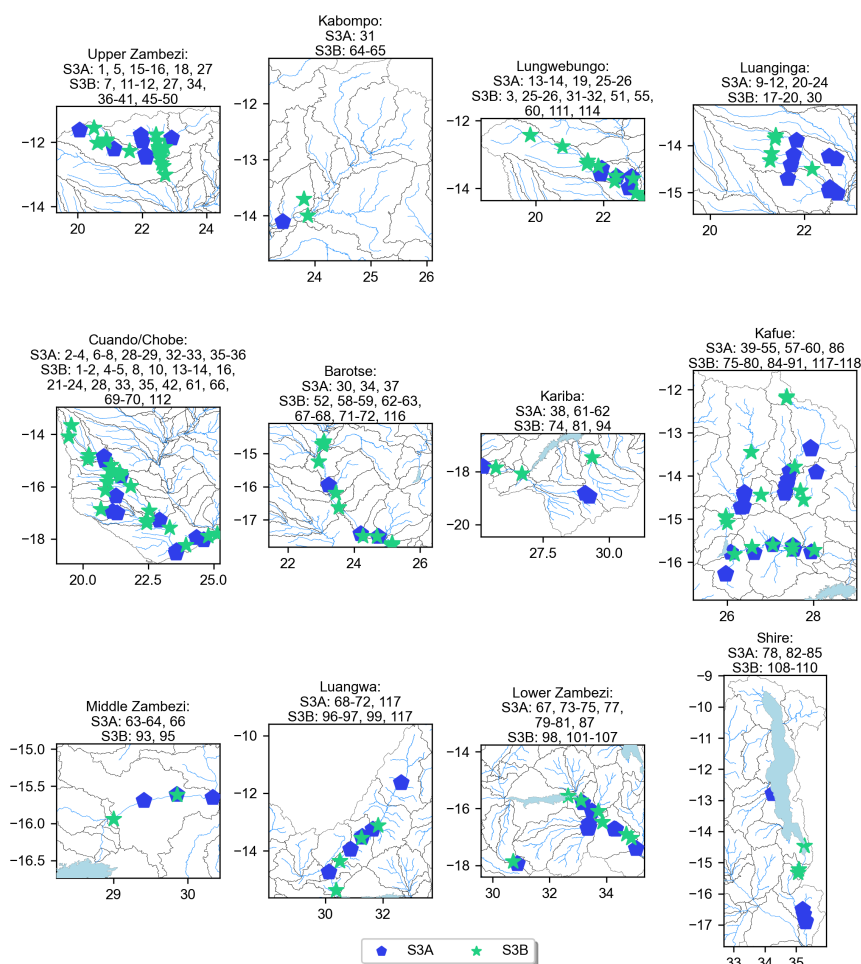 Upper Zambezi:
S3A: 1, 5, 15-16, 18, 27
S3B: 7, 11-12, 27, 34,
36-41, 45-50
−12
−14
20
22
24
Kabompo:
S3A: 31
S3B: 64-65
−12
−13
−14
24
25
26
Lungwebungo:
S3A: 13-14, 19, 25-26
S3B: 3, 25-26, 31-32, 51, 55,
60, 111, 114
−12
−14
20
22
Luanginga:
S3A: 9-12, 20-24
S3B: 17-20, 30
−14
−15
20
22
Cuando/Chobe:
S3A: 2-4, 6-8, 28-29, 32-33, 35-36
S3B: 1-2, 4-5, 8, 10, 13-14, 16,
21-24, 28, 33, 35, 42, 61, 66,
69-70, 112
−14
−16
−18
20.0
22.5
25.0
Barotse:
S3A: 30, 34, 37
S3B: 52, 58-59, 62-63,
67-68, 71-72, 116
−15
−16
−17
22
24
26
Kariba:
S3A: 38, 61-62
S3B: 74, 81, 94
−18
−20
27.5
30.0
Kafue:
S3A: 39-55, 57-60, 86
S3B: 75-80, 84-91, 117-118
−12
−13
−14
−15
−16
26
28
Middle Zambezi:
S3A: 63-64, 66
S3B: 93, 95
−15.0
−15.5
−16.0
−16.5
29
30
Luangwa:
S3A: 68-72, 117
S3B: 96-97, 99, 117
−10
−12
−14
30
32
Lower Zambezi:
S3A: 67, 73-75, 77,
79-81, 87
S3B: 98, 101-107
−14
−16
−18
30
32
34
Shire:
S3A: 78, 82-85
S3B: 108-110
−9
−10
−11
−12
−13
−14
−15
−16
−17
33
34
35
S3A
S3B